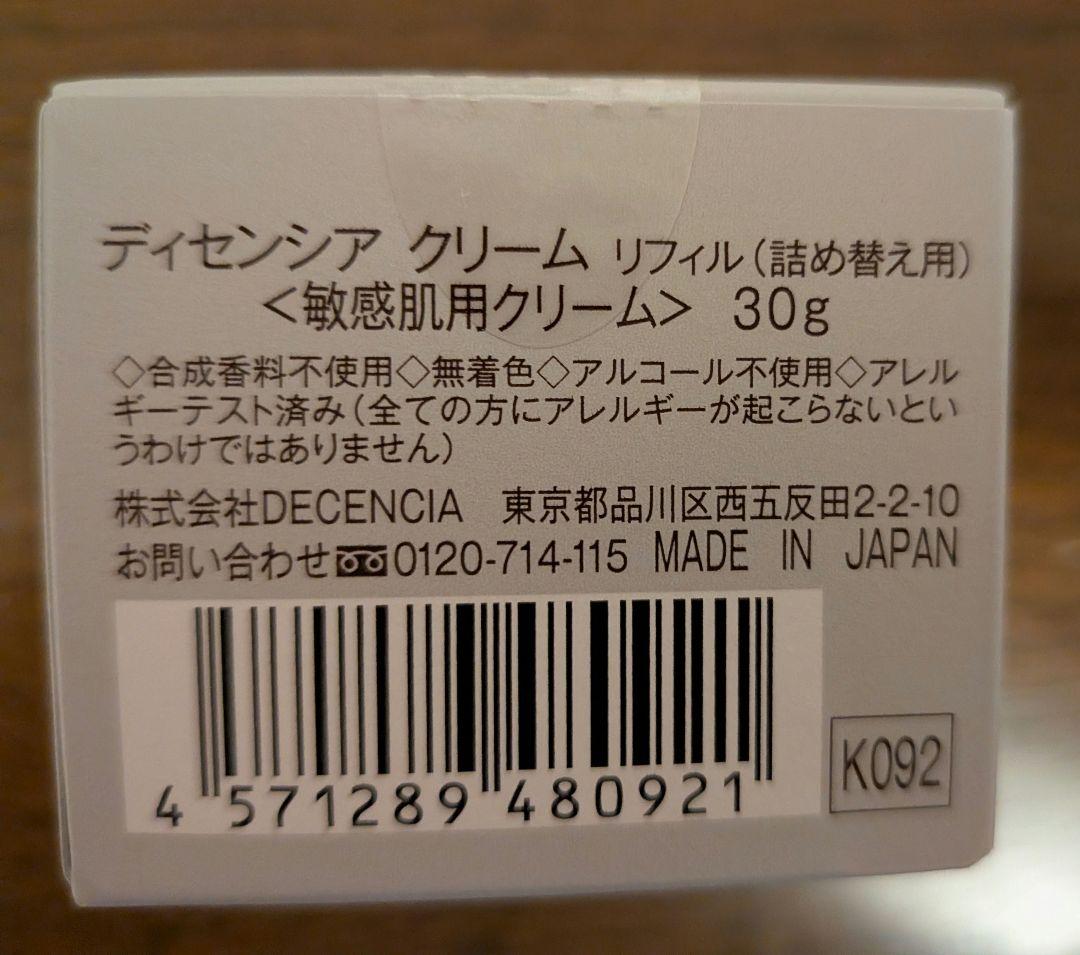 ディセンシア クリーム リフィル（詰め替え用）
＜敏感肌用クリーム＞ 30g
◇合成香料不使用◇無着色◇アルコール不使用◇アレル
ギーテスト済み（全ての方にアレルギーが起こらないとい
うわけではありません）
株式会社DECENCIA 東京都品川区西五反田2-2-10
お問い合わせ 0120-714-115 MADE IN JAPAN
K092
4 571289 480921